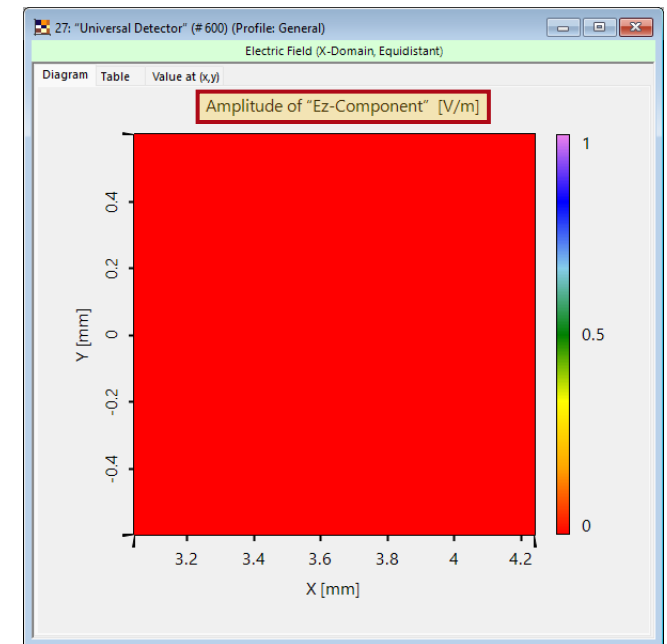 27: "Universal Detector" (# 600) (Profile: General)
Electric Field (X-Domain, Equidistant)
Diagram Table Value at (x,y)
Amplitude of "Ez-Component" [V/m]
1
0.4
0.2
0
0.5
-0.2
-0.4
0
Y [mm]
3.2 3.4 3.6 3.8 4 4.2
X [mm]